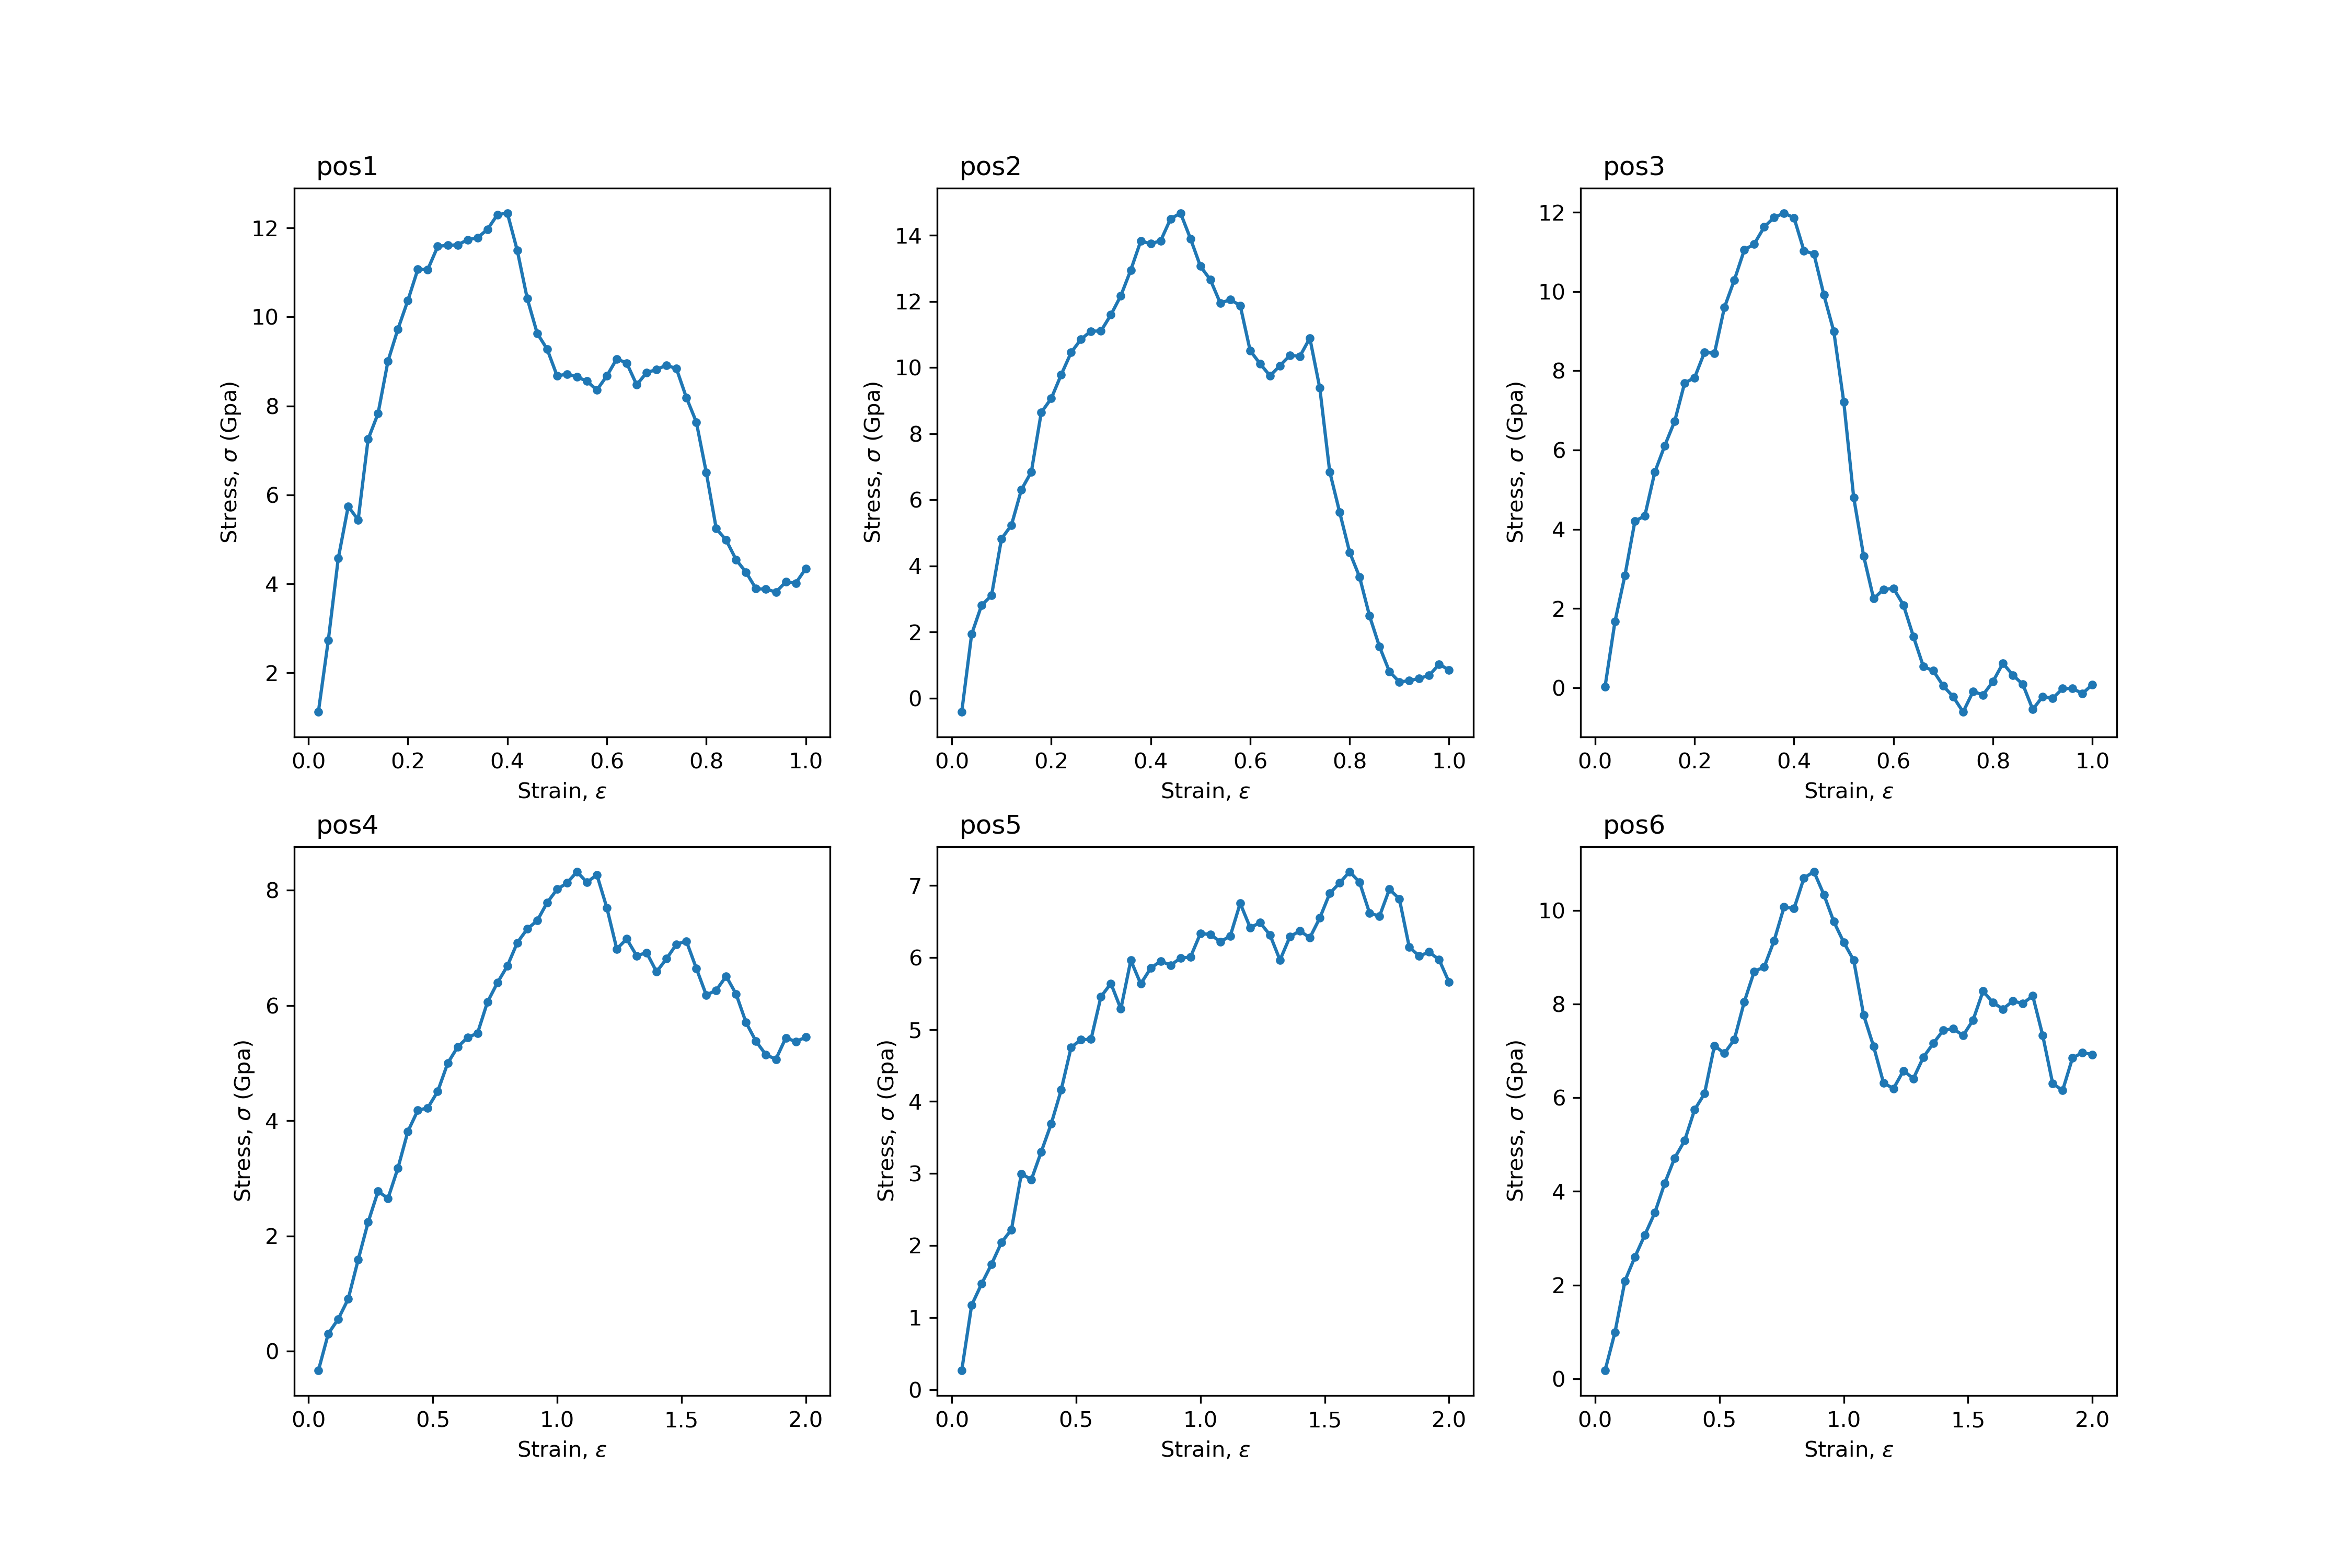 pos1
12
10
8
6
4
2
Stress, σ (Gpa)
0.0 0.2 0.4 0.6 0.8 1.0
Strain, ε
pos2
14
12
10
8
6
4
2
0
Stress, σ (Gpa)
0.0 0.2 0.4 0.6 0.8 1.0
Strain, ε
pos3
12
10
8
6
4
2
0
Stress, σ (Gpa)
0.0 0.2 0.4 0.6 0.8 1.0
Strain, ε
pos4
8
6
4
2
0
Stress, σ (Gpa)
0.0 0.5 1.0 1.5 2.0
Strain, ε
pos5
7
6
5
4
3
2
1
0
Stress, σ (Gpa)
0.0 0.5 1.0 1.5 2.0
Strain, ε
pos6
10
8
6
4
2
0
Stress, σ (Gpa)
0.0 0.5 1.0 1.5 2.0
Strain, ε